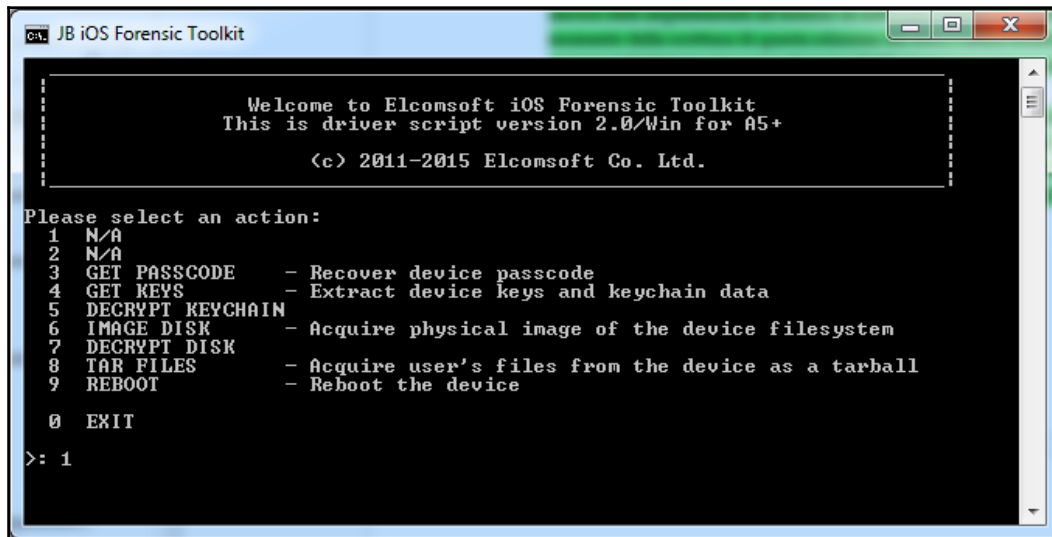 JB iOS Forensic Toolkit
Welcome to Elcomsoft iOS Forensic Toolkit
This is driver script version 2.0/Win for A5+
(c) 2011-2015 Elcomsoft Co. Ltd.
Please select an action:
1 N/A
2 N/A
3 GET PASSCODE - Recover device passcode
4 GET KEYS - Extract device keys and keychain data
5 DECRYPT KEYCHAIN
6 IMAGE DISK - Acquire physical image of the device filesystem
7 DECRYPT DISK
8 TAR FILES - Acquire user's files from the device as a tarball
9 REBOOT - Reboot the device
0 EXIT
>: 1